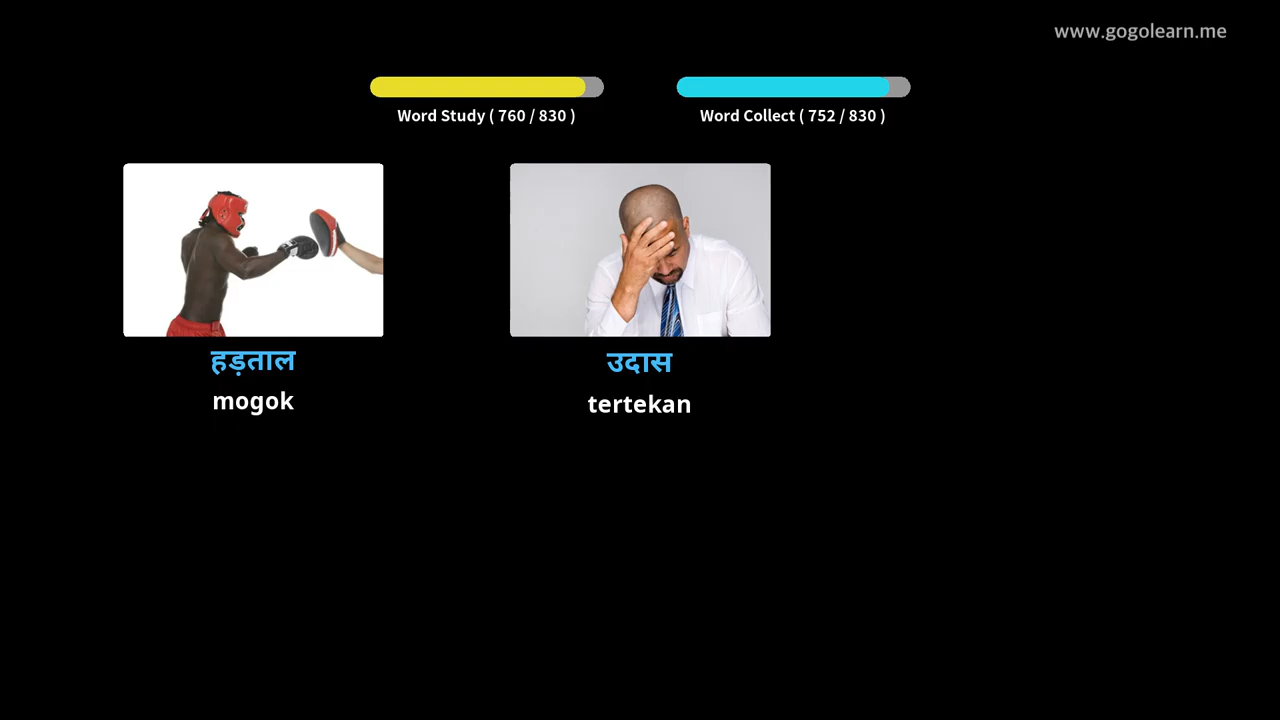 www.gogolearn.me
Word Study ( 760 / 830 )
Word Collect ( 752 / 830 )
हड़ताल
mogok
उदास
tertekan